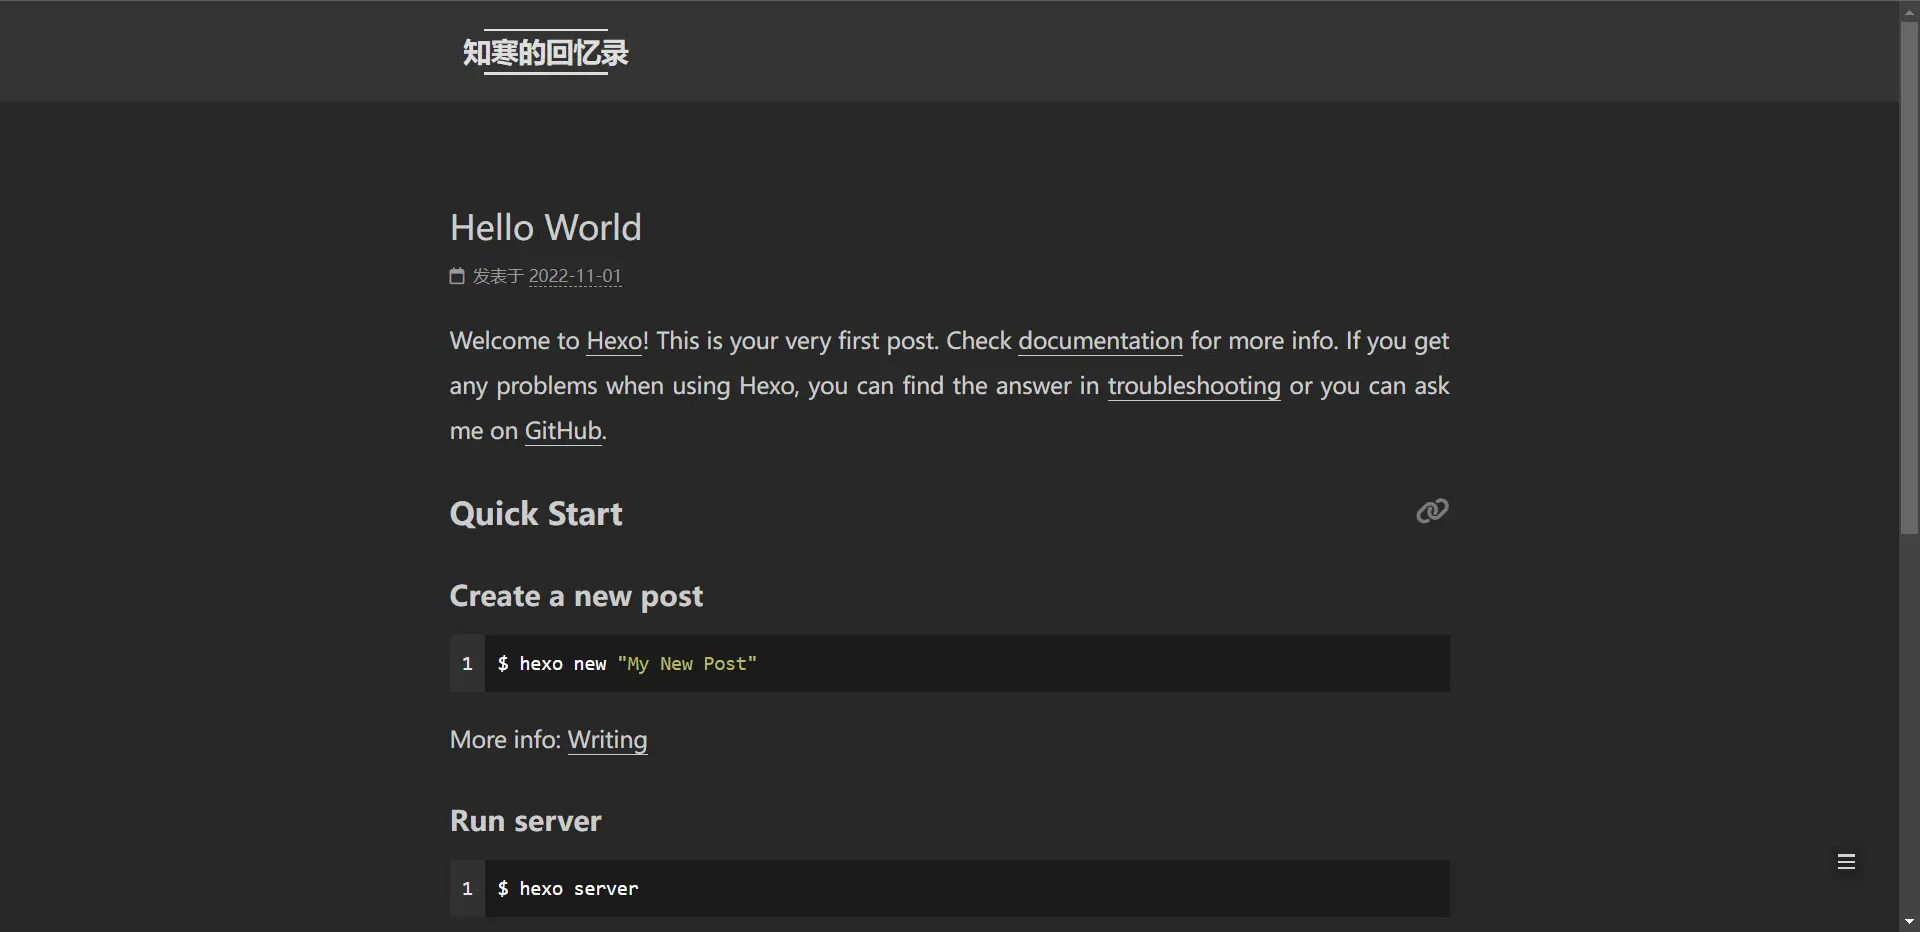 知寒的回忆录
Hello World
发表于 2022-11-01
Welcome to Hexo! This is your very first post. Check documentation for more info. If you get
any problems when using Hexo, you can find the answer in troubleshooting or you can ask
me on GitHub.
Quick Start
Create a new post
1 $ hexo new "My New Post"
More info: Writing
Run server
1 $ hexo server